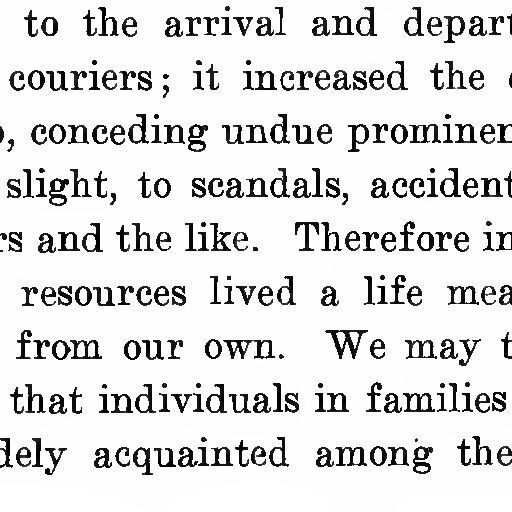 to the arrival and depart
couriers; it increased the
, conceding undue prominen
slight, to scandals, accident
rs and the like. Therefore in
resources lived a life mea
from our own. We may t
that individuals in families
dely acquainted among the